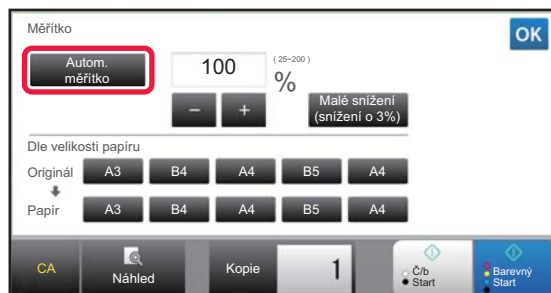 Měřítko
OK
Autom.
měřítko
100
(25~200)
%
−
+
Malé snížení
(snížení o 3%)
Dle velikosti papíru
Originál A3 B4 A4 B5 A4
Papír A3 B4 A4 B5 A4
CA
Náhled
Kopie
1
Č/b
Start
Barevný
Start